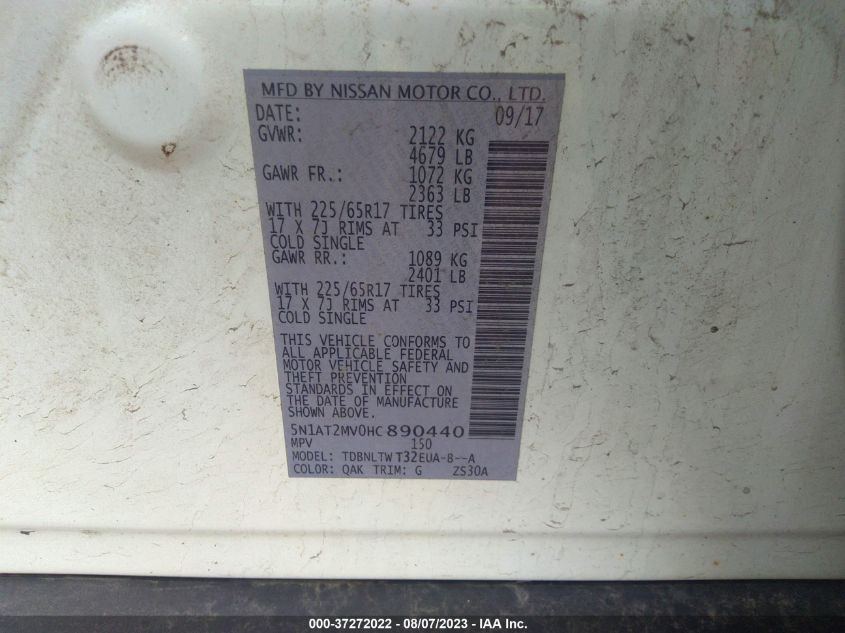 MFD BY NISSAN MOTOR CO., LTD.
DATE: 09/17
GVWR: 2122 KG
4679 LB
GAWR FR.: 1072 KG
2363 LB
WITH 225/65R17 TIRES
17 X 7J RIMS AT 33 PSI
COLD SINGLE
GAWR RR.: 1089 KG
2401 LB
WITH 225/65R17 TIRES
17 X 7J RIMS AT 33 PSI
COLD SINGLE
THIS VEHICLE CONFORMS TO
ALL APPLICABLE FEDERAL
MOTOR VEHICLE SAFETY AND
THEFT PREVENTION
STANDARDS IN EFFECT ON
THE DATE OF MANUFACTURE
SHOWN ABOVE.
5N1AT2MV0HC890440
MPV 150
MODEL: TDBNLTWT32EUA-B--A
COLOR: QAK TRIM: G ZS30A
000-37272022 - 08/07/2023 - IAA Inc.